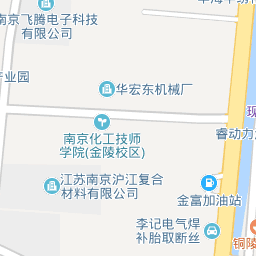 南京飞腾电子科技
有限公司
产业园
华宏东机械厂
现
南京化工技师
学院(金陵校区)
睿动力
江苏南京沪江复合
材料有限公司
金富加油站
李记电气焊
补胎取断丝
铜陵